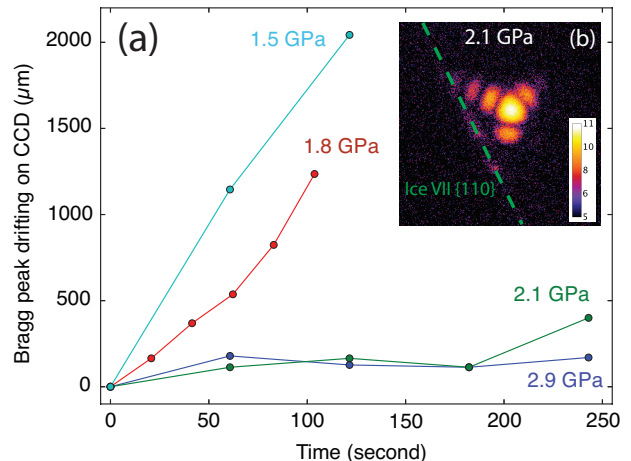 (a)
1.5 GPa
1.8 GPa
2.1 GPa
2.9 GPa
2.1 GPa
(b)
Ice VII {110}
11
10
9
8
7
6
5
Bragg peak drifting on CCD (µm)
2000
1500
1000
500
0
0 50 100 150 200 250
Time (second)